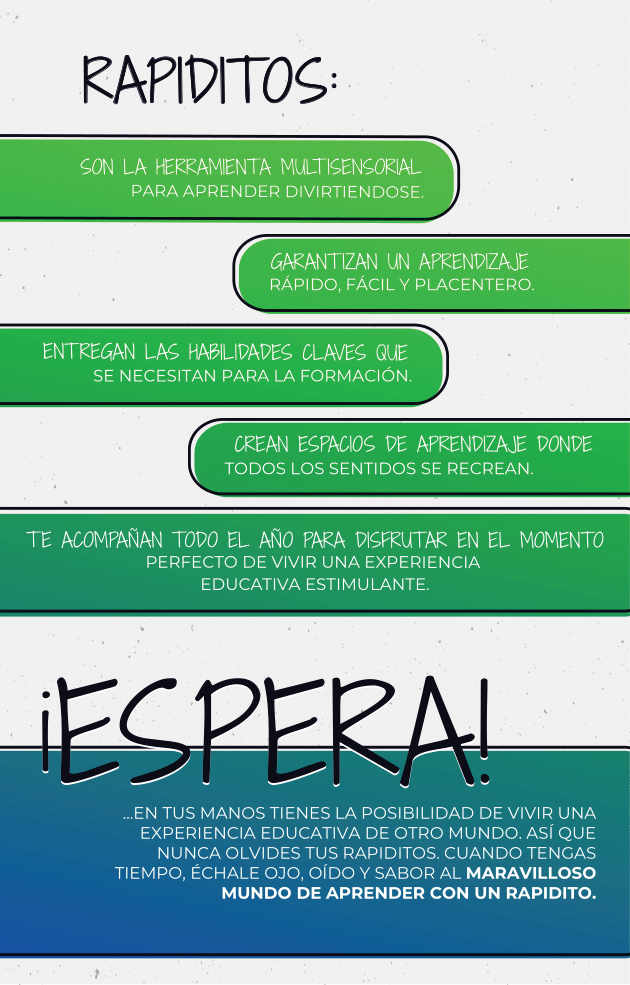 RAPIDITOS:
SON LA HERRAMIENTA MULTISENSORIAL
PARA APRENDER DIVIRTIENDOSE.
GARANTIZAN UN APRENDIZAJE
RÁPIDO, FÁCIL Y PLACENTERO.
ENTREGAN LAS HABILIDADES CLAVES QUE
SE NECESITAN PARA LA FORMACIÓN.
CREAN ESPACIOS DE APRENDIZAJE DONDE
TODOS LOS SENTIDOS SE RECREAN.
TE ACOMPAÑAN TODO EL AÑO PARA DISFRUTAR EN EL MOMENTO
PERFECTO DE VIVIR UNA EXPERIENCIA
EDUCATIVA ESTIMULANTE.
¡ESPERA!
...EN TUS MANOS TIENES LA POSIBILIDAD DE VIVIR UNA
EXPERIENCIA EDUCATIVA DE OTRO MUNDO. ASÍ QUE
NUNCA OLVIDES TUS RAPIDITOS. CUANDO TENGAS
TIEMPO, ÉCHALE OJO, OÍDO Y SABOR AL MARAVILLOSO
MUNDO DE APRENDER CON UN RAPIDITO.